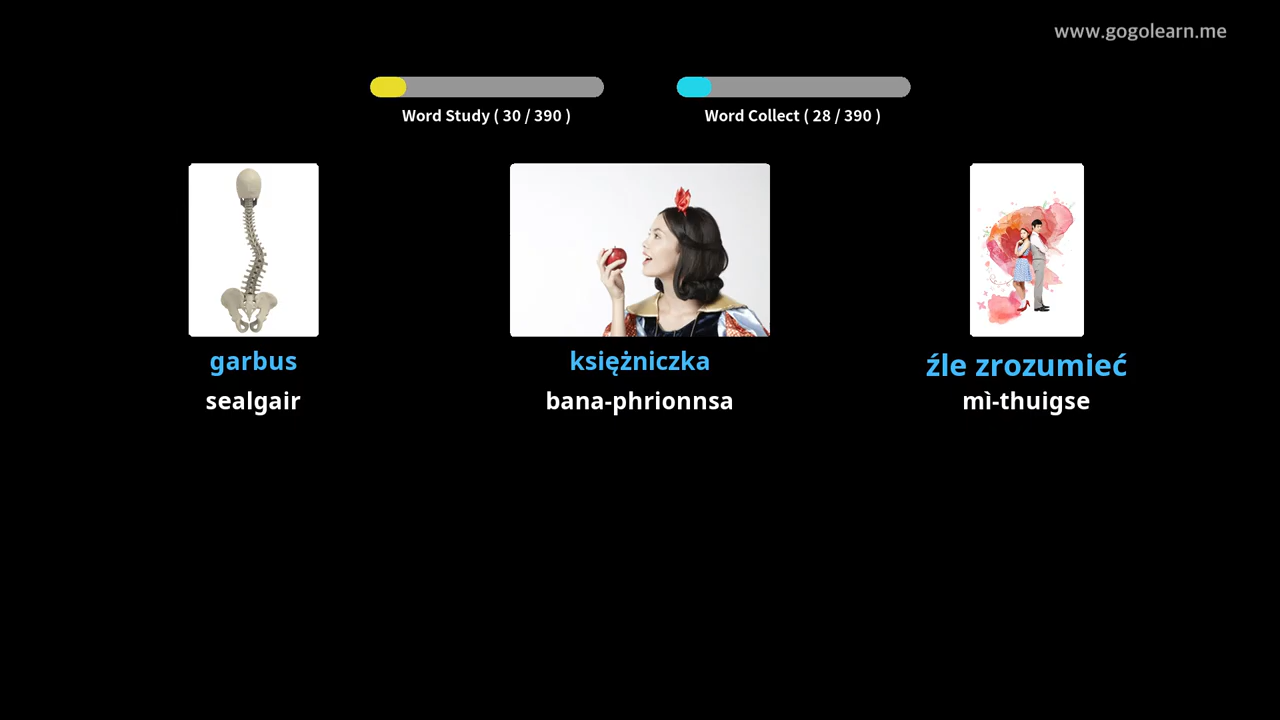 www.gogolearn.me
Word Study ( 30 / 390 )
Word Collect ( 28 / 390 )
garbus
księżniczka
źle zrozumieć
sealgair
bana-phrionnsa
mì-thuigse